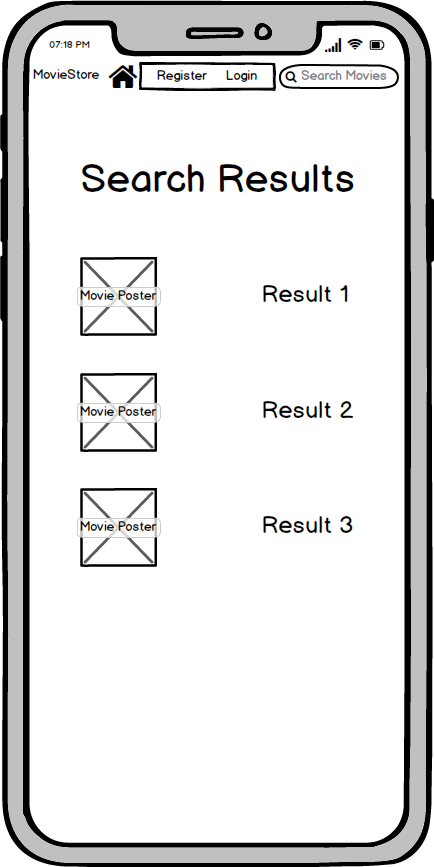 07:18 PM
MovieStore Register Login Search Movies
Search Results
Movie Poster Result 1
Movie Poster Result 2
Movie Poster Result 3